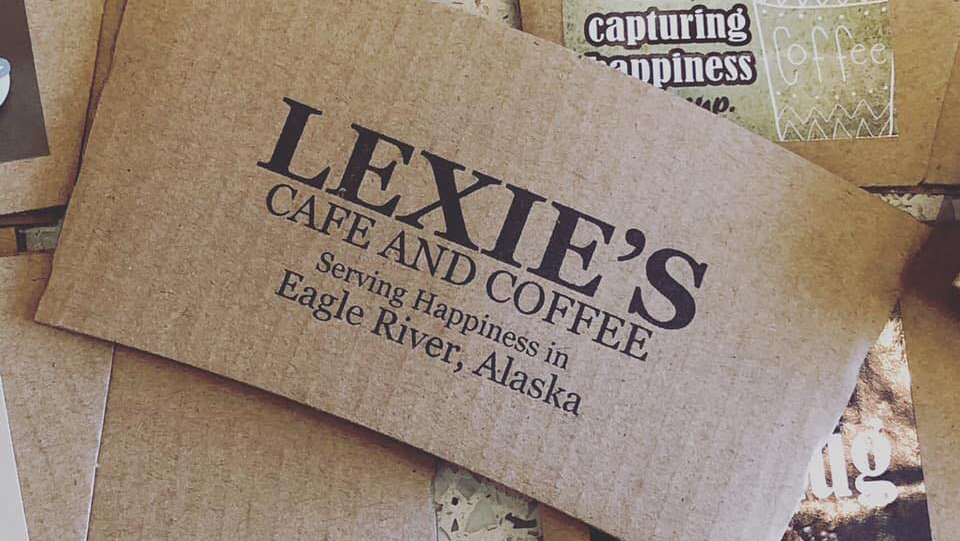 capturing
happiness
Coffee
LEXIE'S
CAFE AND COFFEE
Serving Happiness in
Eagle River, Alaska